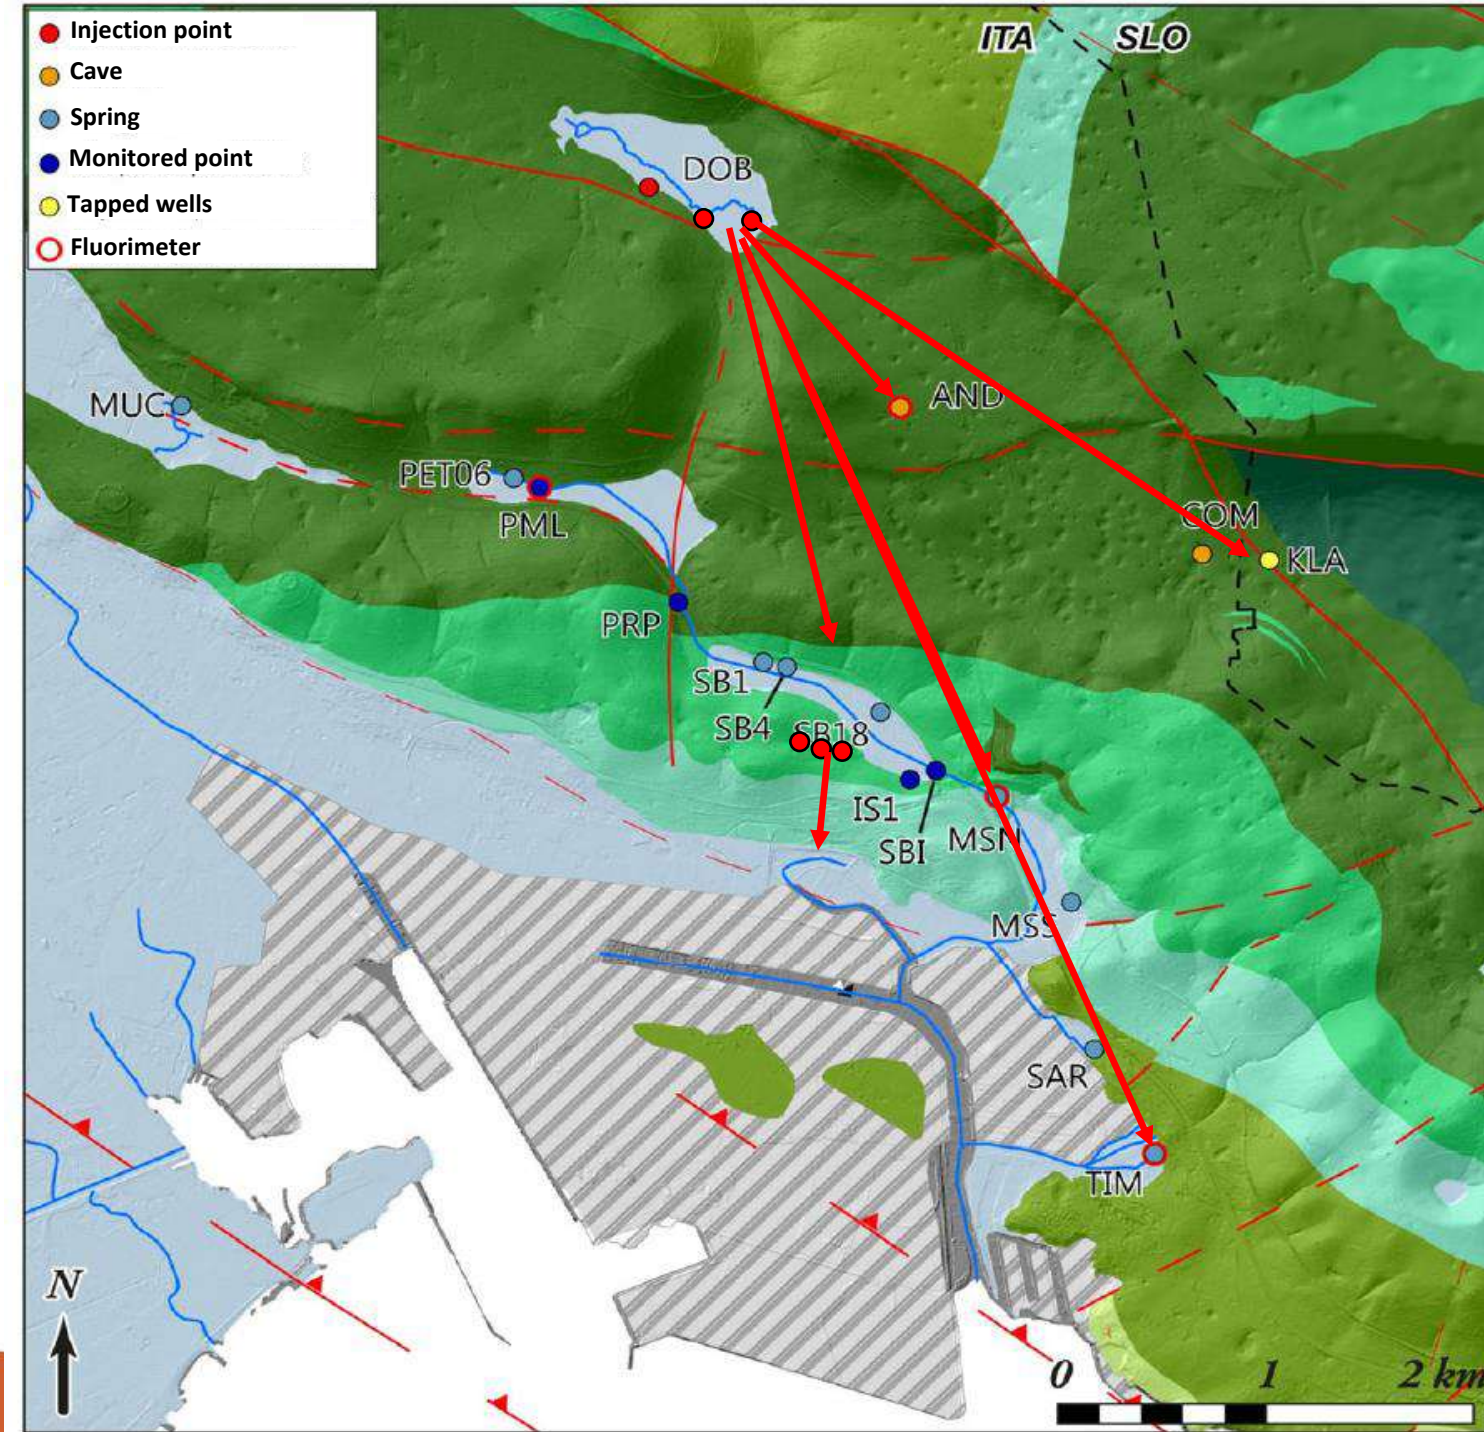 Injection point
Cave
Spring
Monitored point
Tapped wells
Fluorimeter
ITA SLO
DOB
MUC
AND
PET06
PML
COM
KLA
PRP
SB1
SB4
SB18
IS1
SBI
MSN
MSS
SAR
TIM
N
0 1 2 km